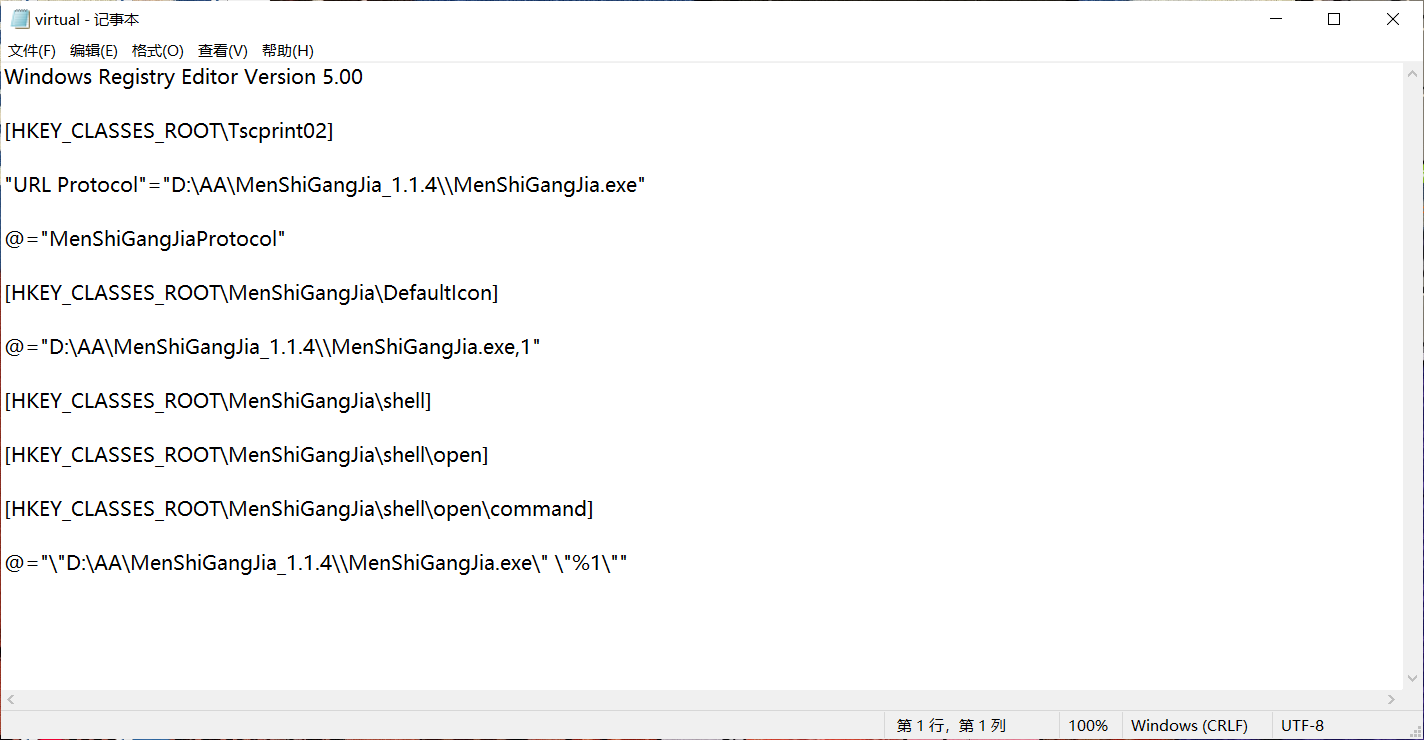 virtual - 记事本
文件(F) 编辑(E) 格式(O) 查看(V) 帮助(H)
Windows Registry Editor Version 5.00
[HKEY_CLASSES_ROOT\Tscprint02]
"URL Protocol"="D:\AA\MenShiGangJia_1.1.4\\MenShiGangJia.exe"
@="MenShiGangJiaProtocol"
[HKEY_CLASSES_ROOT\MenShiGangJia\DefaultIcon]
@="D:\AA\MenShiGangJia_1.1.4\\MenShiGangJia.exe,1"
[HKEY_CLASSES_ROOT\MenShiGangJia\shell]
[HKEY_CLASSES_ROOT\MenShiGangJia\shell\open]
[HKEY_CLASSES_ROOT\MenShiGangJia\shell\open\command]
@="\"D:\AA\MenShiGangJia_1.1.4\\MenShiGangJia.exe\" \"%1\""
第 1 行，第 1 列 100% Windows (CRLF) UTF-8